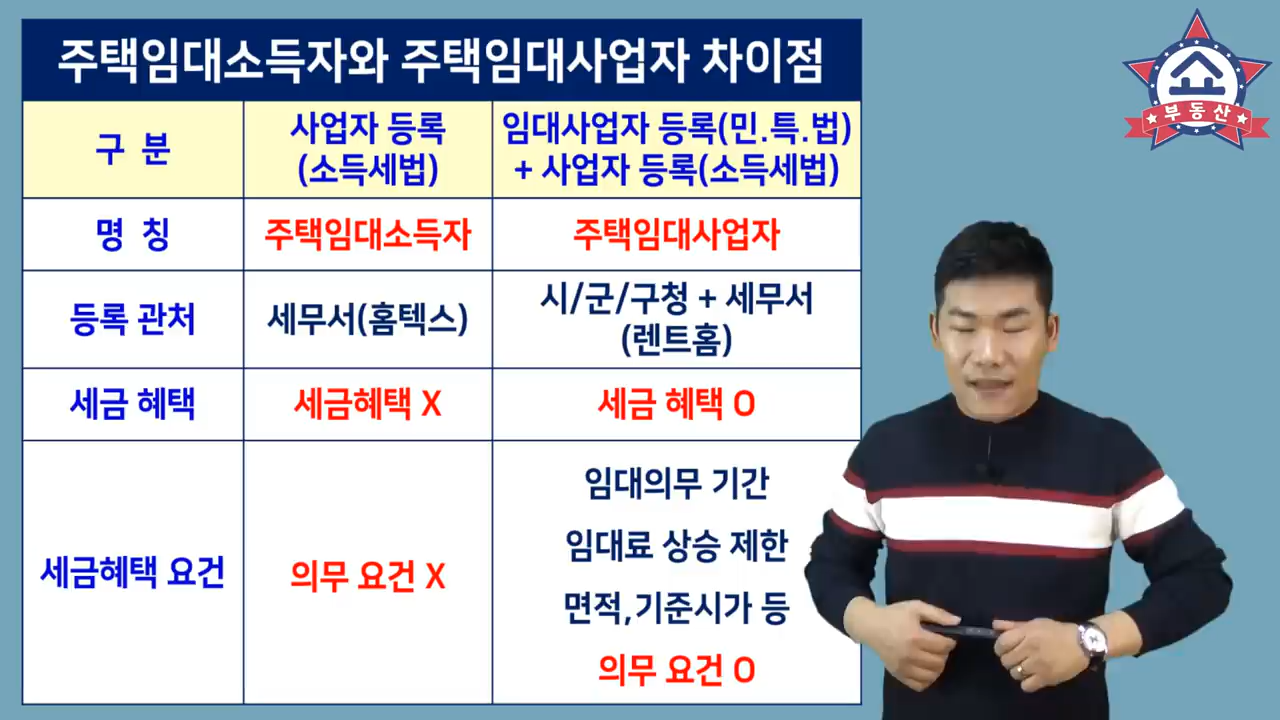 주택임대소득자와 주택임대사업자 차이점
구 분
사업자 등록
(소득세법)
임대사업자 등록(민.특.법)
+ 사업자 등록(소득세법)
명 칭
주택임대소득자
주택임대사업자
등록 관처
세무서(홈텍스)
시/군/구청 + 세무서
(렌트홈)
세금 혜택
세금혜택 X
세금 혜택 O
세금혜택 요건
의무 요건 X
임대의무 기간
임대료 상승 제한
면적,기준시가 등
의무 요건 O
부동산